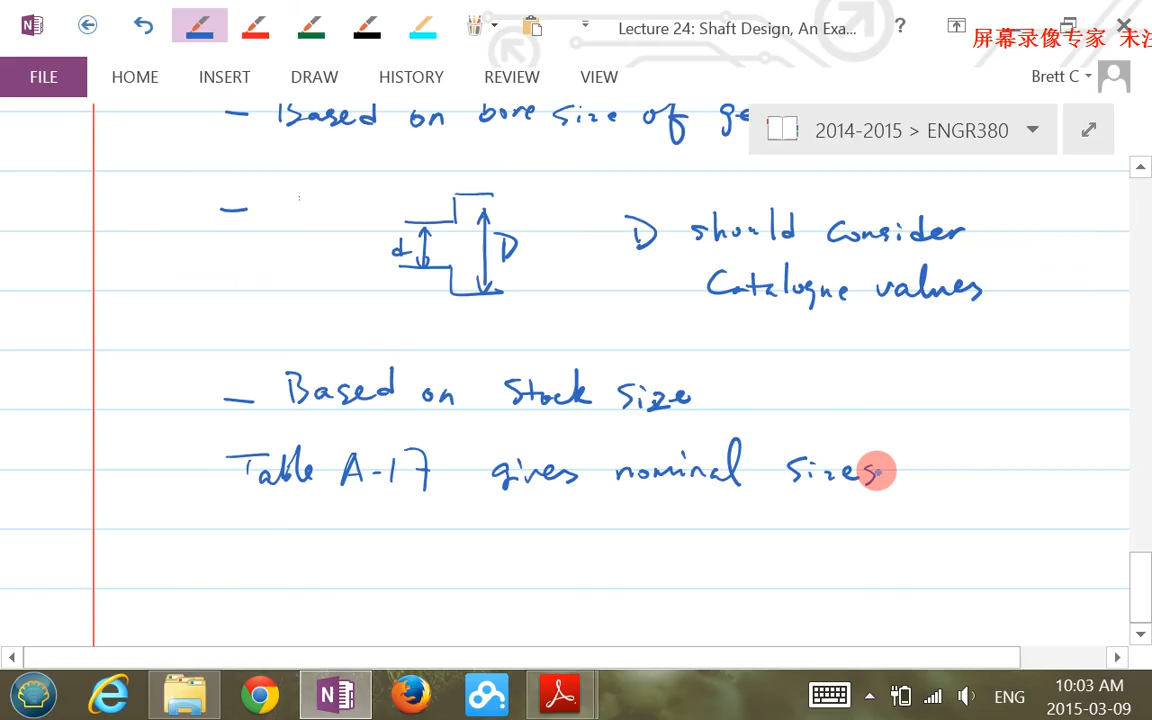 Lecture 24: Shaft Design, An Exa...
?
屏幕录像专家 未注
FILE HOME INSERT DRAW HISTORY REVIEW VIEW
Brett C
- Based on bore size of ge
2014-2015 > ENGR380
-
d D
D should consider
Catalogue values
- Based on stock size
Table A-17 gives nominal sizes
ENG
10:03 AM
2015-03-09